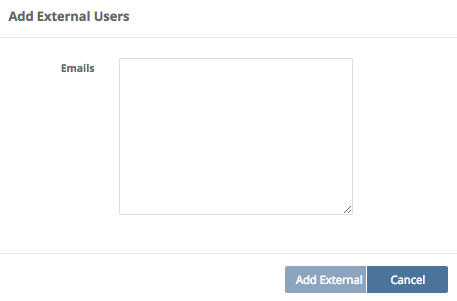 Add External Users
Emails
Add External
Cancel